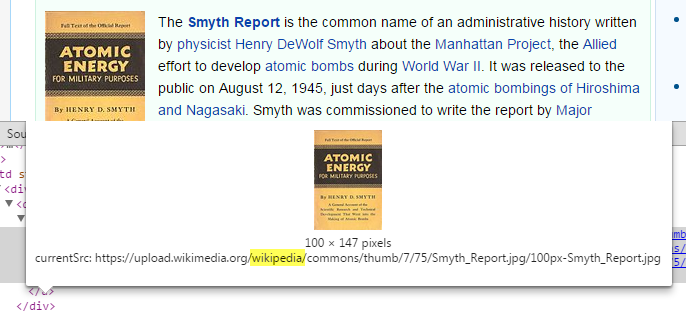 Full Text of the Official Report
ATOMIC
ENERGY
FOR MILITARY PURPOSES
By HENRY D. SMYTH
A General Account of the
The Smyth Report is the common name of an administrative history written
by physicist Henry DeWolf Smyth about the Manhattan Project, the Allied
effort to develop atomic bombs during World War II. It was released to the
public on August 12, 1945, just days after the atomic bombings of Hiroshima
and Nagasaki. Smyth was commissioned to write the report by Major
Sou
>
td s
<div
<d
Full Text of the Official Report
ATOMIC
ENERGY
FOR MILITARY PURPOSES
By HENRY D. SMYTH
A General Account of the
Scientific Research and Technical
Development That Went into the
Making of Atomic Bombs
100 × 147 pixels
currentSrc: https://upload.wikimedia.org/wikipedia/commons/thumb/7/75/Smyth_Report.jpg/100px-Smyth_Report.jpg
umb
ns/
/5/
</a>
</div>